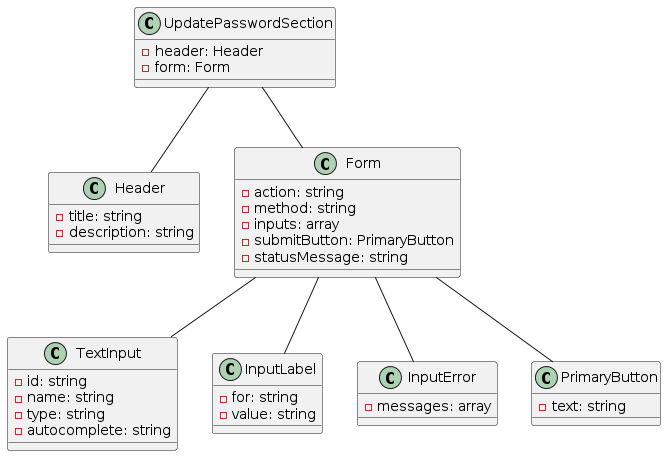 C UpdatePasswordSection
header: Header
form: Form
C Header
title: string
description: string
C Form
action: string
method: string
inputs: array
submitButton: PrimaryButton
statusMessage: string
C TextInput
id: string
name: string
type: string
autocomplete: string
C InputLabel
for: string
value: string
C InputError
messages: array
C PrimaryButton
text: string